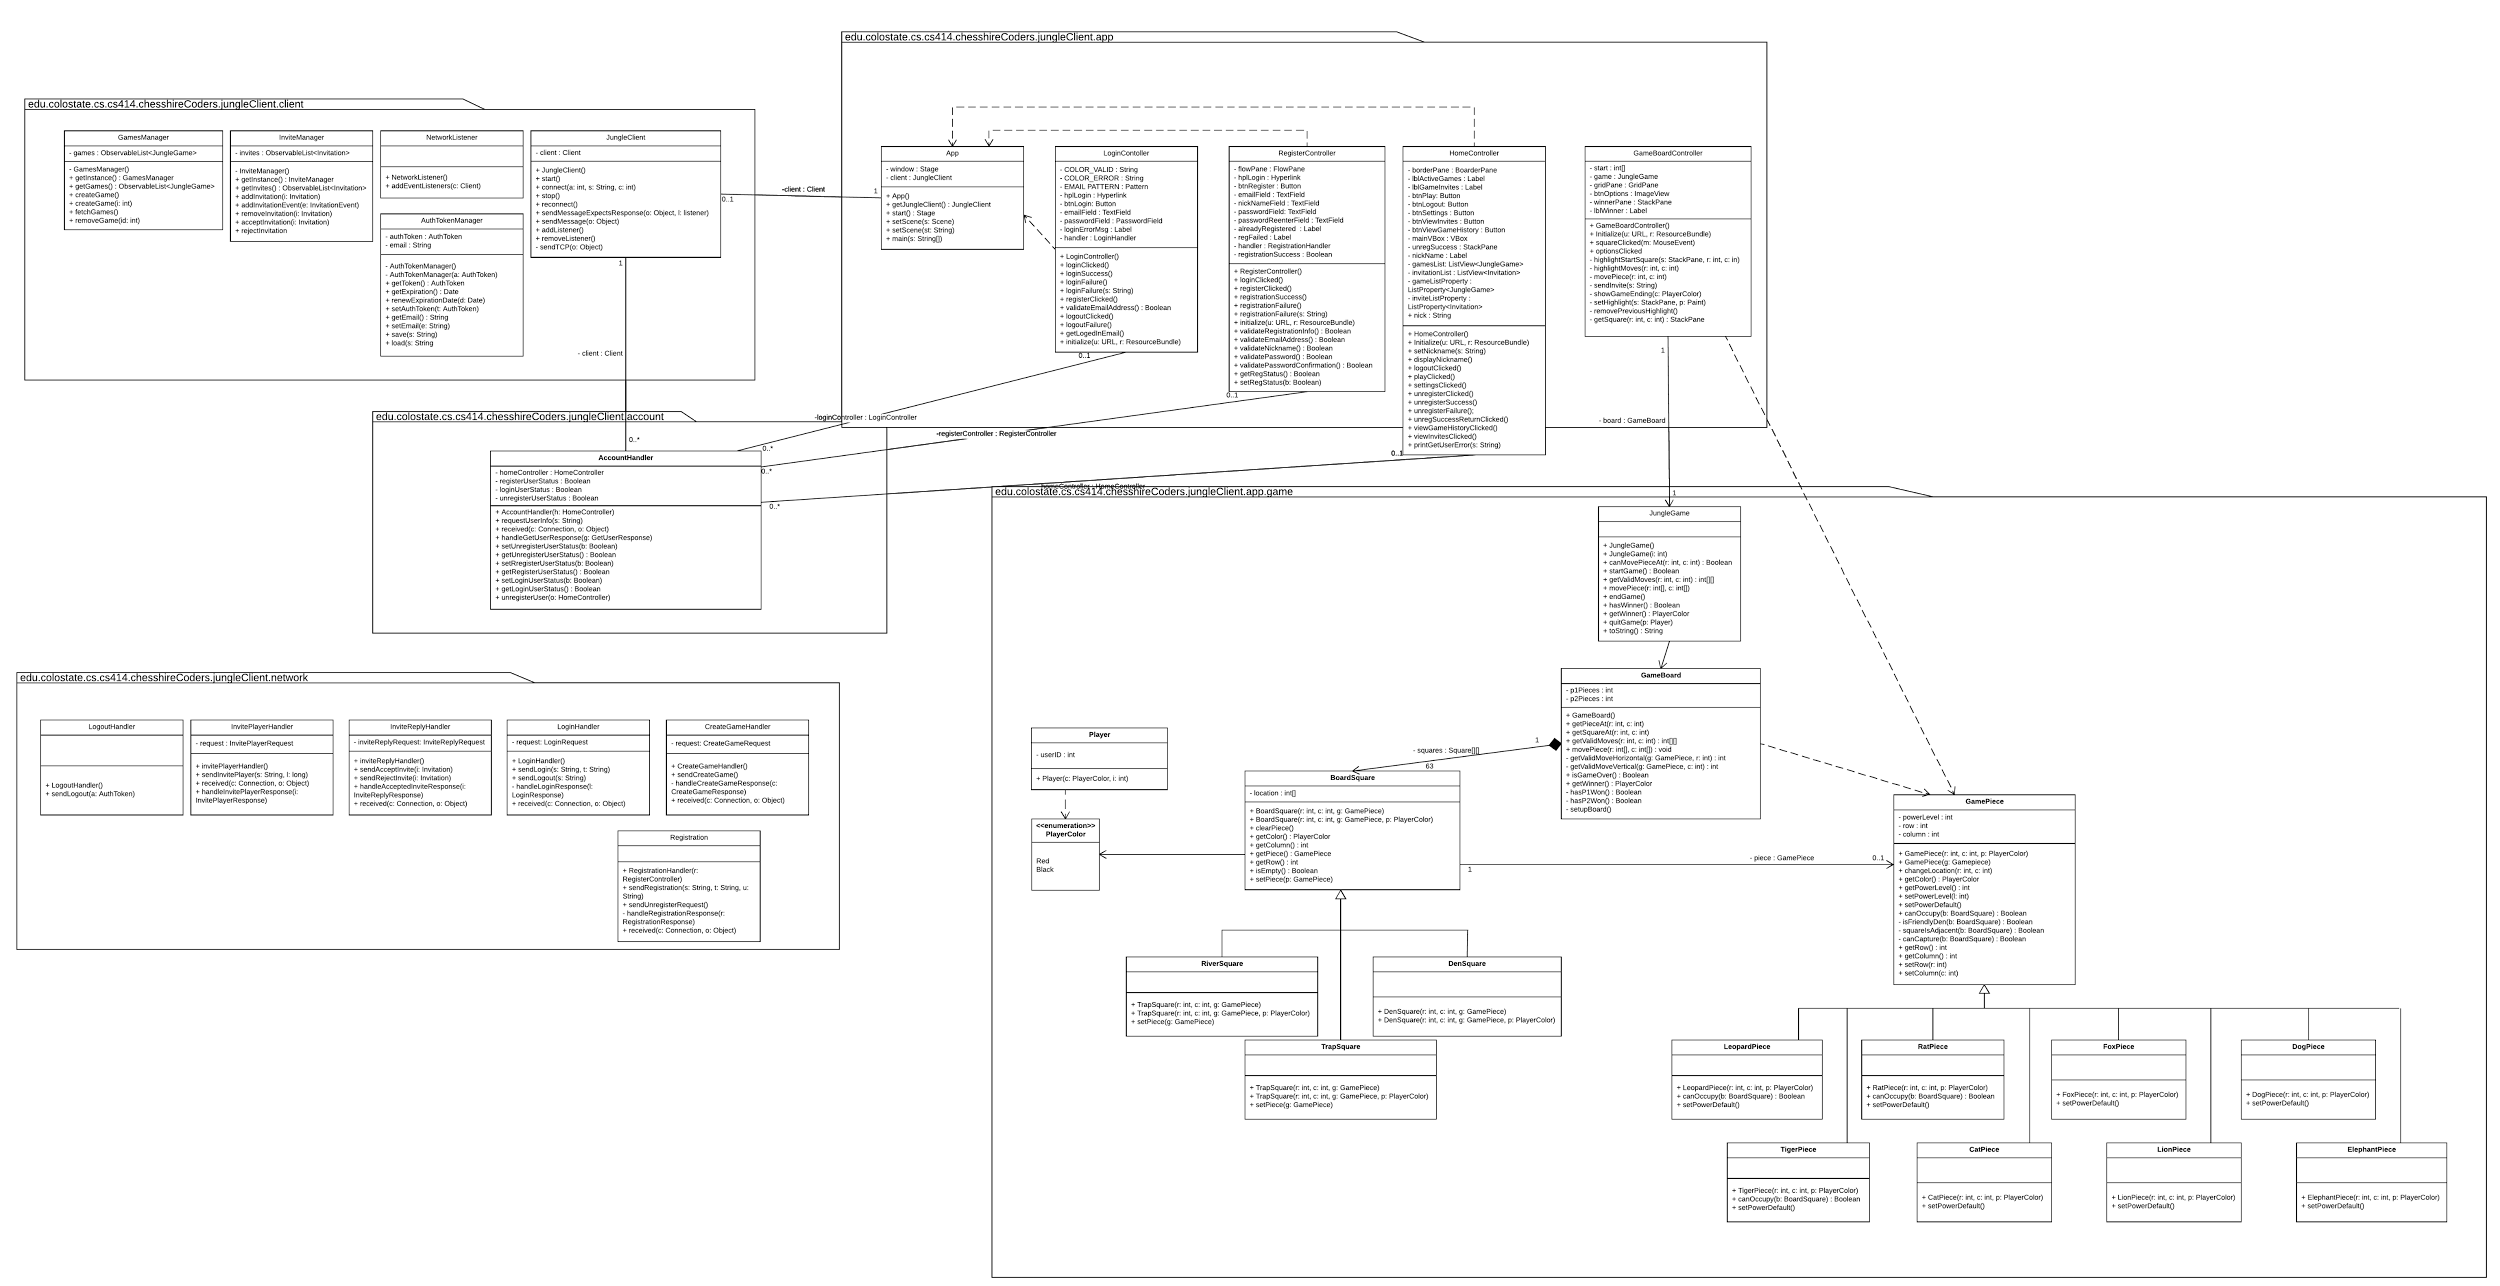 edu.colostate.cs.cs414.chesshireCoders.jungleClient.app
edu.colostate.cs.cs414.chesshireCoders.jungleClient.client
GamesManager
- games : ObservableList<JungleGame>
- GamesManager()
+ getInstance() : GamesManager
+ getGames() : ObservableList<JungleGame>
+ createGame()
+ createGame(i: int)
+ fetchGames()
+ removeGame(id: int)
InviteManager
- invites : ObservableList<Invitation>
- InviteManager()
+ getInstance() : InviteManager
+ getInvites() : ObservableList<Invitation>
+ addInvitation(i: Invitation)
+ addInvitationEvent(e: InvitationEvent)
+ removeInvitation(i: Invitation)
+ acceptInvitation(i: Invitation)
+ rejectInvitation
NetworkListener
+ NetworkListener()
+ addEventListeners(c: Client)
AuthTokenManager
- authToken : AuthToken
- email : String
- AuthTokenManager()
- AuthTokenManager(a: AuthToken)
+ getToken() : AuthToken
+ getExpiration() : Date
+ renewExpirationDate(d: Date)
+ setAuthToken(t: AuthToken)
+ getEmail() : String
+ setEmail(e: String)
+ save(s: String)
+ load(s: String
JungleClient
- client : Client
+ JungleClient()
+ start()
+ connect(a: int, s: String, c: int)
+ stop()
+ reconnect()
+ sendMessageExpectsResponse(o: Object, l: listener)
+ sendMessage(o: Object)
+ addListener()
+ removeListener()
- sendTCP(o: Object)
0..1
-client : Client
1
1
- client : Client
0..*
App
- window : Stage
- client : JungleClient
+ App()
+ getJungleClient() : JungleClient
+ start() : Stage
+ setScene(s: Scene)
+ setScene(st: String)
+ main(s: String[])
LoginContoller
- COLOR_VALID : String
- COLOR_ERROR : String
- EMAIL PATTERN : Pattern
- hpLogin : Hyperlink
- btnLogin: Button
- emailField : TextField
- passwordField : PasswordField
- loginErrorMsg : Label
- handler : LoginHandler
+ LoginController()
+ loginClicked()
+ loginSuccess()
+ loginFailure()
+ loginFailure(s: String)
+ registerClicked()
+ validateEmailAddress() : Boolean
+ logoutClicked()
+ logoutFailure()
+ getLogedInEmail()
+ initialize(u: URL, r: ResourceBundle)
0..1
RegisterController
- flowPane : FlowPane
- hplLogin : Hyperlink
- btnRegister : Button
- emailField : TextField
- nickNameField : TextField
- passwordField: TextField
- passwordReenterField : TextField
- alreadyRegistered : Label
- regFailed : Label
- handler : RegistrationHandler
- registrationSuccess : Boolean
+ RegisterController()
+ loginClicked()
+ registerClicked()
+ registrationSuccess()
+ registrationFailure()
+ registrationFailure(s: String)
+ initialize(u: URL, r: ResourceBundle)
+ validateRegistrationInfo() : Boolean
+ validateEmailAddress() : Boolean
+ validateNickname() : Boolean
+ validatePassword() : Boolean
+ validatePasswordConfirmation() : Boolean
+ getRegStatus() : Boolean
+ setRegStatus(b: Boolean)
0..1
HomeController
- borderPane : BoarderPane
- lblActiveGames : Label
- lblGameInvites : Label
- btnPlay: Button
- btnLogout: Button
- btnSettings : Button
- btnViewInvites : Button
- btnViewGameHistory : Button
- mainVBox : VBox
- unregSuccess : StackPane
- nickName : Label
- gamesList: ListView<JungleGame>
- invitationList : ListView<Invitation>
- gameListProperty :
ListProperty<JungleGame>
- inviteListProperty :
ListProperty<Invitation>
+ nick : String
+ HomeController()
+ Initialize(u: URL, r: ResourceBundle)
+ setNickname(s: String)
+ displayNickname()
+ logoutClicked()
+ playClicked()
+ settingsClicked()
+ unregisterClicked()
+ unregisterSuccess()
+ unregisterFailure();
+ unregSuccessReturnClicked()
+ viewGameHistoryClicked()
+ viewInvitesClicked()
+ printGetUserError(s: String)
0..1
GameBoardController
- start : int[]
- game : JungleGame
- gridPane : GridPane
- btnOptions : ImageView
- winnerPane : StackPane
- lblWinner : Label
+ GameBoardController()
+ Initialize(u: URL, r: ResourceBundle)
+ squareClicked(m: MouseEvent)
+ optionsClicked
- highlightStartSquare(s: StackPane, r: int, c: in)
- highlightMoves(r: int, c: int)
- movePiece(r: int, c: int)
- sendInvite(s: String)
- showGameEnding(c: PlayerColor)
- setHighlight(s: StackPane, p: Paint)
- removePreviousHighlight()
- getSquare(r: int, c: int) : StackPane
1
- board : GameBoard
1
edu.colostate.cs.cs414.chesshireCoders.jungleClient.account
-loginController : LoginController
0..*
-registerController : RegisterController
0..*
homeController : HomeController
0..*
AccountHandler
- homeController : HomeController
- registerUserStatus : Boolean
- loginUserStatus : Boolean
- unregisterUserStatus : Boolean
+ AccountHandler(h: HomeController)
+ requestUserInfo(s: String)
+ received(c: Connection, o: Object)
+ handleGetUserResponse(g: GetUserResponse)
+ setUnregisterUserStatus(b: Boolean)
+ getUnregisterUserStatus() : Boolean
+ setRregisterUserStatus(b: Boolean)
+ getRegisterUserStatus() : Boolean
+ setLoginUserStatus(b: Boolean)
+ getLoginUserStatus() : Boolean
+ unregisterUser(o: HomeController)
edu.colostate.cs.cs414.chesshireCoders.jungleClient.app.game
JungleGame
+ JungleGame()
+ JungleGame(i: int)
+ canMovePieceAt(r: int, c: int) : Boolean
+ startGame() : Boolean
+ getValidMoves(r: int, c: int) : int[][]
+ movePiece(r: int[], c: int[])
+ endGame()
+ hasWinner() : Boolean
+ getWinner() : PlayerColor
+ quitGame(p: Player)
+ toString() : String
GameBoard
- p1Pieces : int
- p2Pieces : int
+ GameBoard()
+ getPieceAt(r: int, c: int)
+ getSquareAt(r: int, c: int)
+ getValidMoves(r: int, c: int) : int[][]
+ movePiece(r: int[], c: int[]) : void
- getValidMoveHorizontal(g: GamePiece, r: int) : int
- getValidMoveVertical(g: GamePiece, c: int) : int
+ isGameOver() : Boolean
+ getWinner() : PlayerColor
- hasP1Won() : Boolean
- hasP2Won() : Boolean
- setupBoard()
1
- squares : Square[][]
63
Player
- userID : int
+ Player(c: PlayerColor, i: int)
<<enumeration>>
PlayerColor
Red
Black
BoardSquare
- location : int[]
+ BoardSquare(r: int, c: int, g: GamePiece)
+ BoardSquare(r: int, c: int, g: GamePiece, p: PlayerColor)
+ clearPiece()
+ getColor() : PlayerColor
+ getColumn() : int
+ getPiece() : GamePiece
+ getRow() : int
+ isEmpty() : Boolean
+ setPiece(p: GamePiece)
1
- piece : GamePiece
0..1
GamePiece
- powerLevel : int
- row : int
- column : int
+ GamePiece(r: int, c: int, p: PlayerColor)
+ GamePiece(g: Gamepiece)
+ changeLocation(r: int, c: int)
+ getColor() : PlayerColor
+ getPowerLevel() : int
+ setPowerLevel(l: int)
+ setPowerDefault()
+ canOccupy(b: BoardSquare) : Boolean
- isFriendlyDen(b: BoardSquare) : Boolean
- squareIsAdjacent(b: BoardSquare) : Boolean
- canCapture(b: BoardSquare) : Boolean
+ getRow() : int
+ getColumn() : int
+ setRow(r: int)
+ setColumn(c: int)
edu.colostate.cs.cs414.chesshireCoders.jungleClient.network
LogoutHandler
+ LogoutHandler()
+ sendLogout(a: AuthToken)
InvitePlayerHandler
- request : InvitePlayerRequest
+ invitePlayerHandler()
+ sendInvitePlayer(s: String, l: long)
+ received(c: Connection, o: Object)
+ handleInvitePlayerResponse(i:
InvitePlayerResponse)
InviteReplyHandler
- inviteReplyRequest: InviteReplyRequest
+ inviteReplyHandler()
+ sendAcceptInvite(i: Invitation)
+ sendRejectInvite(i: Invitation)
+ handleAcceptedInviteResponse(i:
InviteReplyResponse)
+ received(c: Connection, o: Object)
LoginHandler
- request: LoginRequest
+ LoginHandler()
+ sendLogin(s: String, t: String)
+ sendLogout(s: String)
- handleLoginResponse(l:
LoginResponse)
+ received(c: Connection, o: Object)
CreateGameHandler
- request: CreateGameRequest
+ CreateGameHandler()
+ sendCreateGame()
+ handleCreateGameResponse(c:
CreateGameResponse)
+ received(c: Connection, o: Object)
Registration
+ RegistrationHandler(r:
RegisterController)
+ sendRegistration(s: String, t: String, u:
String)
+ sendUnregisterRequest()
- handleRegistrationResponse(r:
RegistrationResponse)
+ received(c: Connection, o: Object)
RiverSquare
+ TrapSquare(r: int, c: int, g: GamePiece)
+ TrapSquare(r: int, c: int, g: GamePiece, p: PlayerColor)
+ setPiece(g: GamePiece)
DenSquare
+ DenSquare(r: int, c: int, g: GamePiece)
+ DenSquare(r: int, c: int, g: GamePiece, p: PlayerColor)
TrapSquare
+ TrapSquare(r: int, c: int, g: GamePiece)
+ TrapSquare(r: int, c: int, g: GamePiece, p: PlayerColor)
+ setPiece(g: GamePiece)
LeopardPiece
+ LeopardPiece(r: int, c: int, p: PlayerColor)
+ canOccupy(b: BoardSquare) : Boolean
+ setPowerDefault()
RatPiece
+ RatPiece(r: int, c: int, p: PlayerColor)
+ canOccupy(b: BoardSquare) : Boolean
+ setPowerDefault()
FoxPiece
+ FoxPiece(r: int, c: int, p: PlayerColor)
+ setPowerDefault()
DogPiece
+ DogPiece(r: int, c: int, p: PlayerColor)
+ setPowerDefault()
TigerPiece
+ TigerPiece(r: int, c: int, p: PlayerColor)
+ canOccupy(b: BoardSquare) : Boolean
+ setPowerDefault()
CatPiece
+ CatPiece(r: int, c: int, p: PlayerColor)
+ setPowerDefault()
LionPiece
+ LionPiece(r: int, c: int, p: PlayerColor)
+ setPowerDefault()
ElephantPiece
+ ElephantPiece(r: int, c: int, p: PlayerColor)
+ setPowerDefault()